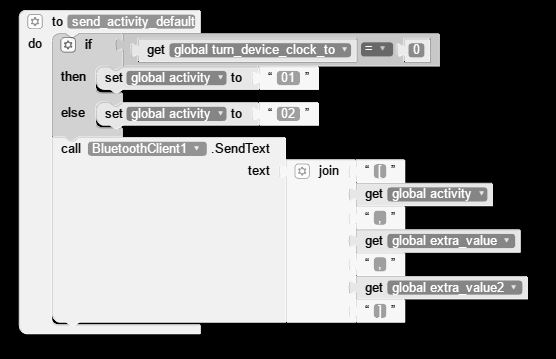 to send_activity_default
do if get global turn_device_clock_to = 0
then set global activity to “ 01 ”
else set global activity to “ 02 ”
call BluetoothClient1 .SendText
text join “ [ ”
get global activity
“ , ”
get global extra_value
“ , ”
get global extra_value2
“ ] ”